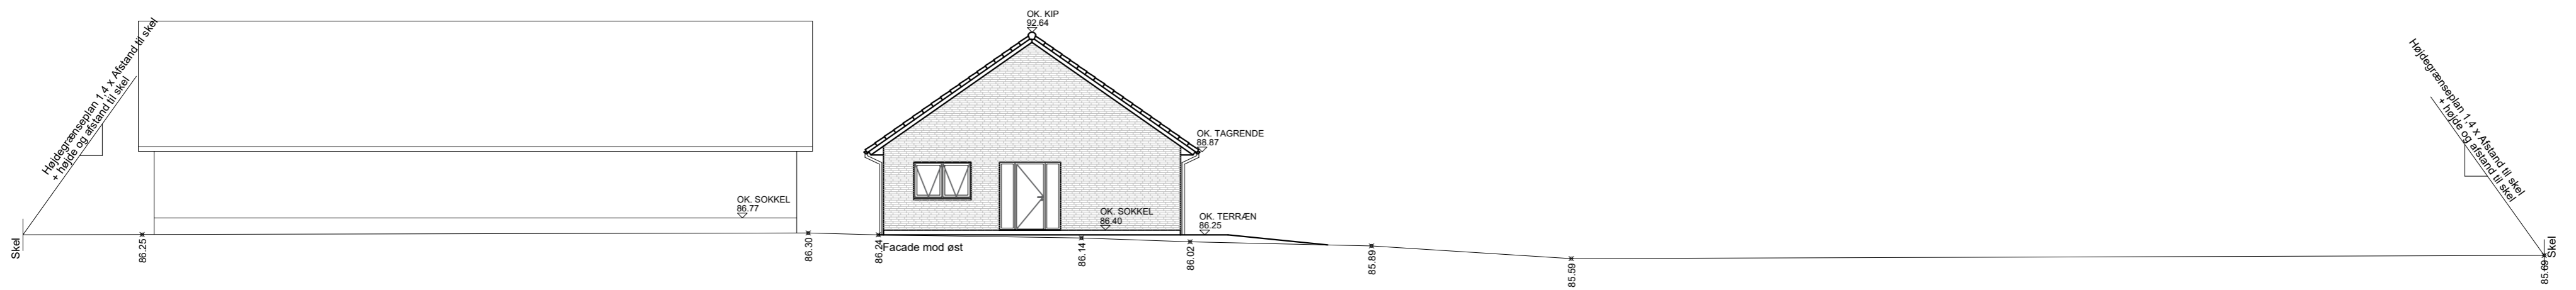 Højdegrænseplan 1,4 x Afstand til skel
+ højde og afstand til skel
Skel
86.25
OK. SOKKEL
86.77
86.30
86.24
Facade mod øst
OK. KIP
92.64
OK. TAGRENDE
88.87
OK. SOKKEL
86.40
OK. TERRÆN
86.25
86.14
86.02
85.89
85.59
Højdegrænseplan 1,4 x Afstand til skel
+ højde og afstand til skel
85.69
Skel